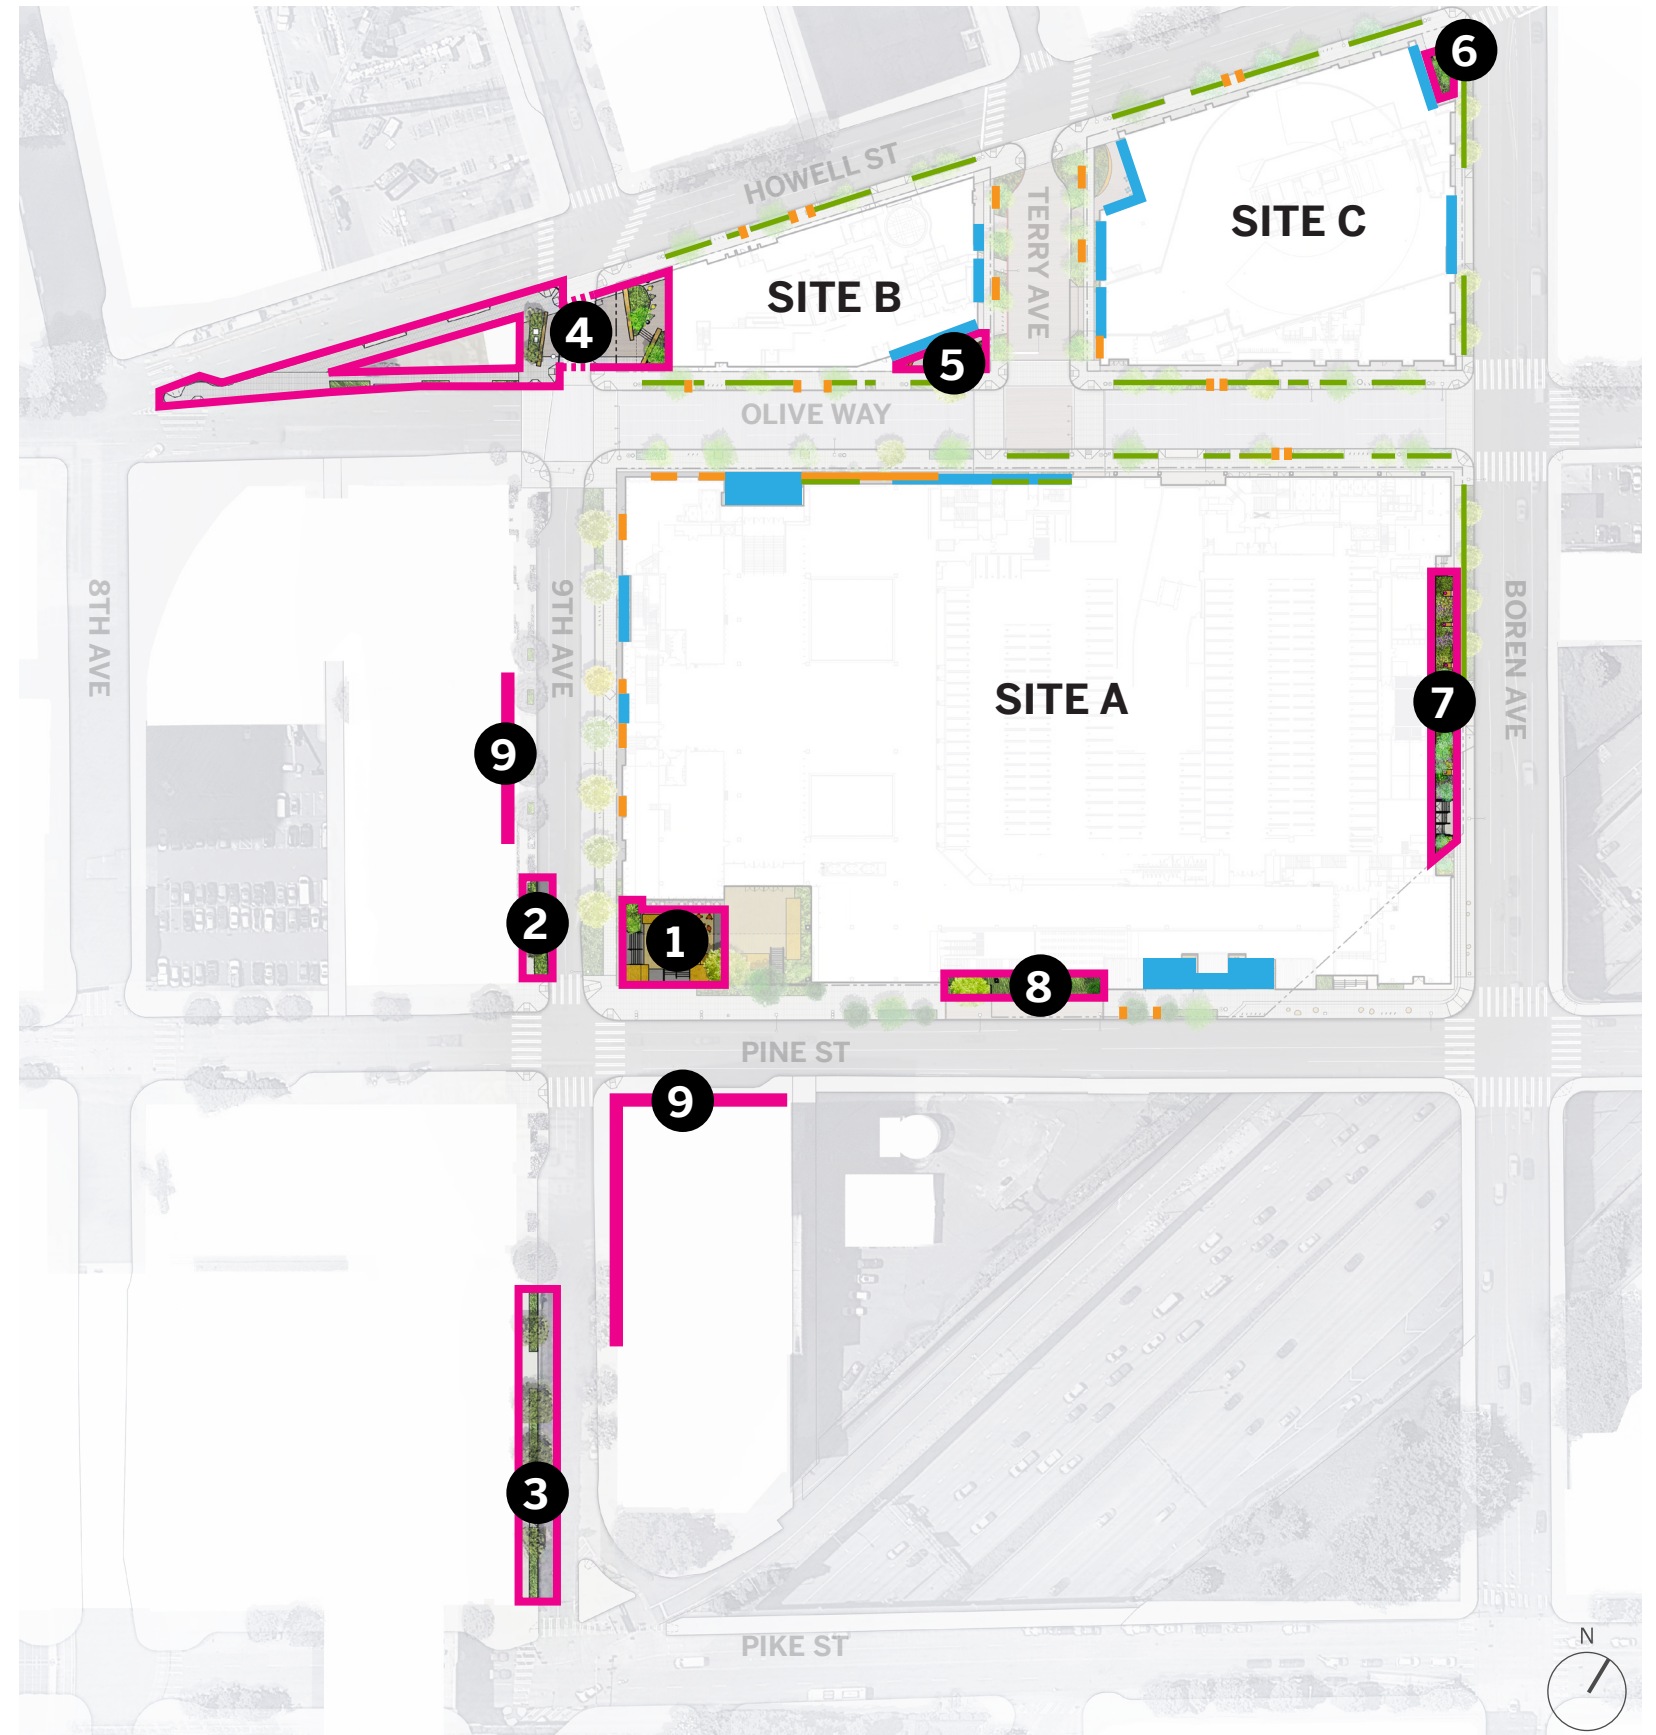 6
HOWELL ST
TERRY AVE
SITE C
SITE B
4
5
OLIVE WAY
8TH AVE
9TH AVE
BOREN AVE
SITE A
7
9
2
1
8
PINE ST
9
3
PIKE ST
N